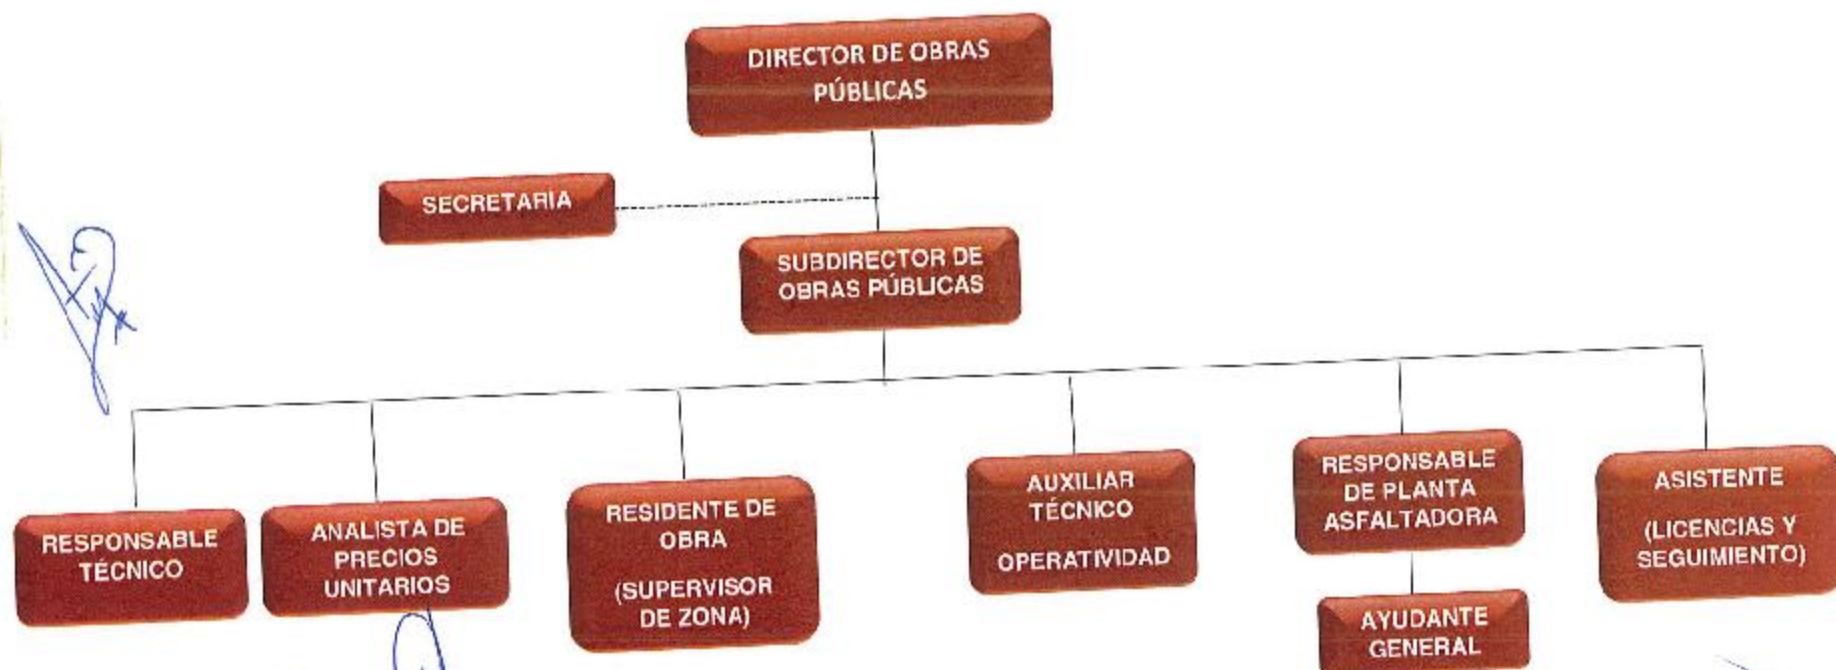 DIRECTOR DE OBRAS
PÚBLICAS
SECRETARIA
SUBDIRECTOR DE
OBRAS PÚBLICAS
RESPONSABLE
TÉCNICO
ANALISTA DE
PRECIOS
UNITARIOS
RESIDENTE DE
OBRA
(SUPERVISOR
DE ZONA)
AUXILIAR
TÉCNICO
OPERATIVIDAD
RESPONSABLE
DE PLANTA
ASFALTADORA
AYUDANTE
GENERAL
ASISTENTE
(LICENCIAS Y
SEGUIMIENTO)